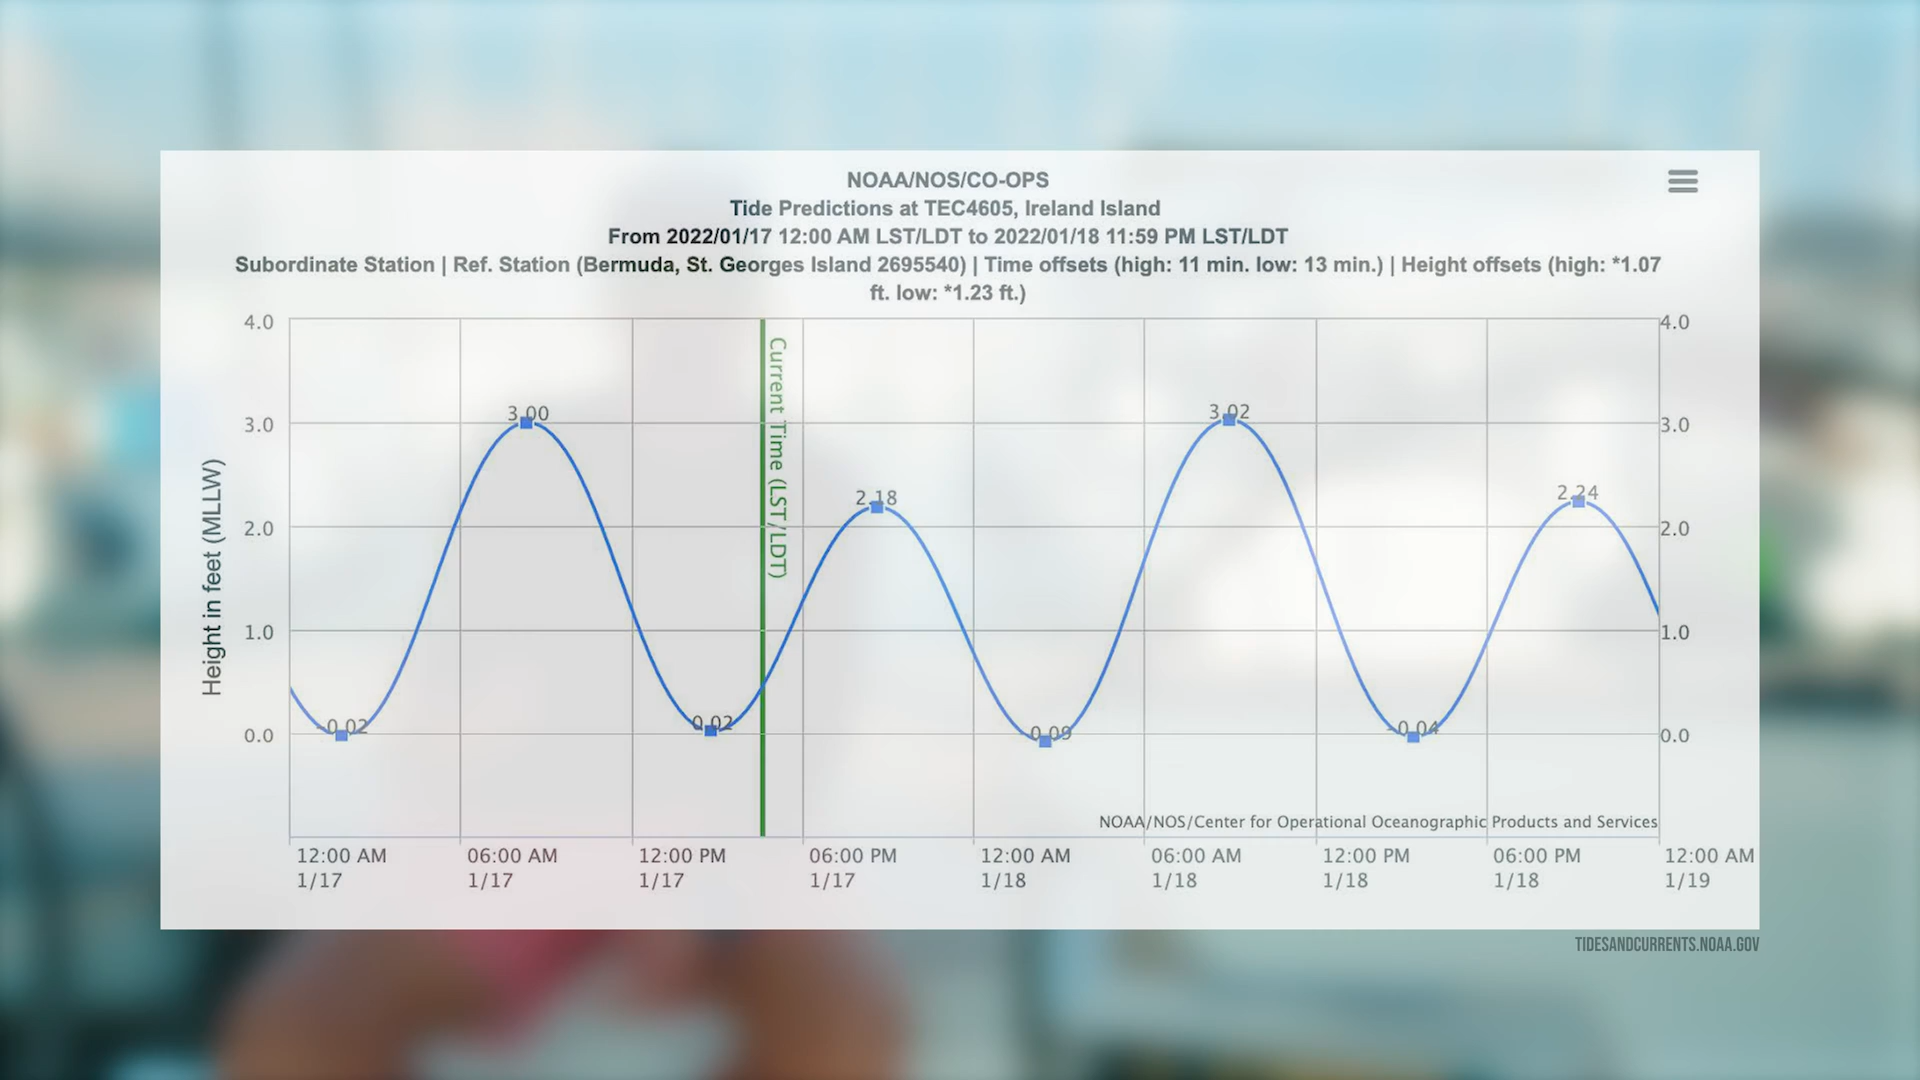 NOAA/NOS/CO-OPS
Tide Predictions at TEC4605, Ireland Island
From 2022/01/17 12:00 AM LST/LDT to 2022/01/18 11:59 PM LST/LDT
Subordinate Station | Ref. Station (Bermuda, St. Georges Island 2695540) | Time offsets (high: 11 min. low: 13 min.) | Height offsets (high: *1.07
ft. low: *1.23 ft.)
4.0
3.0
2.0
1.0
0.0
Height in feet (MLLW)
Current Time (LST/LDT)
-0.02
3.00
0.02
2.18
-0.09
3.02
-0.04
2.24
4.0
3.0
2.0
1.0
0.0
NOAA/NOS/Center for Operational Oceanographic Products and Services
12:00 AM
1/17
06:00 AM
1/17
12:00 PM
1/17
06:00 PM
1/17
12:00 AM
1/18
06:00 AM
1/18
12:00 PM
1/18
06:00 PM
1/18
12:00 AM
1/19
TIDESANDCURRENTS.NOAA.GOV